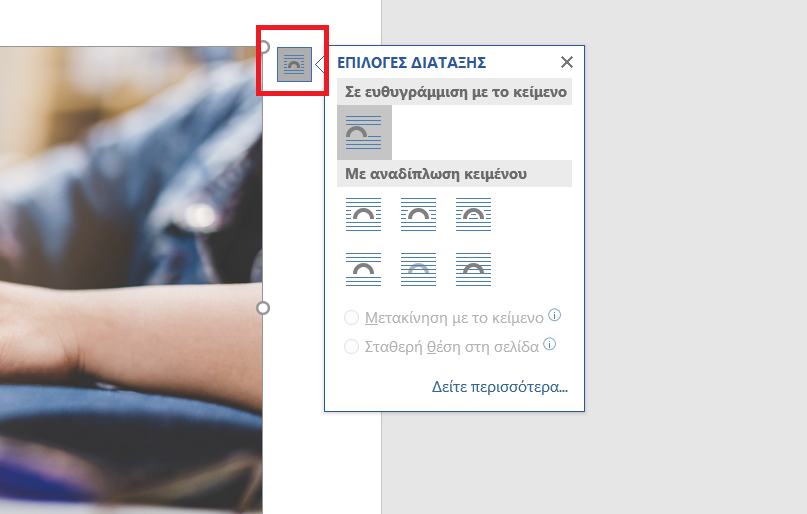 ΕΠΙΛΟΓΕΣ ΔΙΑΤΑΞΗΣ
Σε ευθυγράμμιση με το κείμενο
Με αναδίπλωση κειμένου
Μετακίνηση με το κείμενο
Σταθερή θέση στη σελίδα
Δείτε περισσότερα...